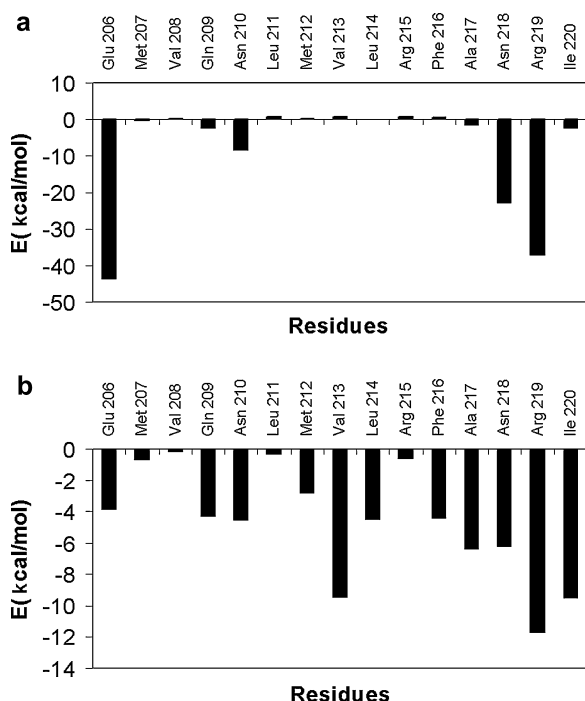 a
Glu 206
Met 207
Val 208
Gln 209
Asn 210
Leu 211
Met 212
Val 213
Leu 214
Arg 215
Phe 216
Ala 217
Asn 218
Arg 219
Ile 220
10
0
-10
-20
-30
-40
-50
E( kcal/mol)
Residues
b
Glu 206
Met 207
Val 208
Gln 209
Asn 210
Leu 211
Met 212
Val 213
Leu 214
Arg 215
Phe 216
Ala 217
Asn 218
Arg 219
Ile 220
0
-2
-4
-6
-8
-10
-12
-14
E( kcal/mol)
Residues